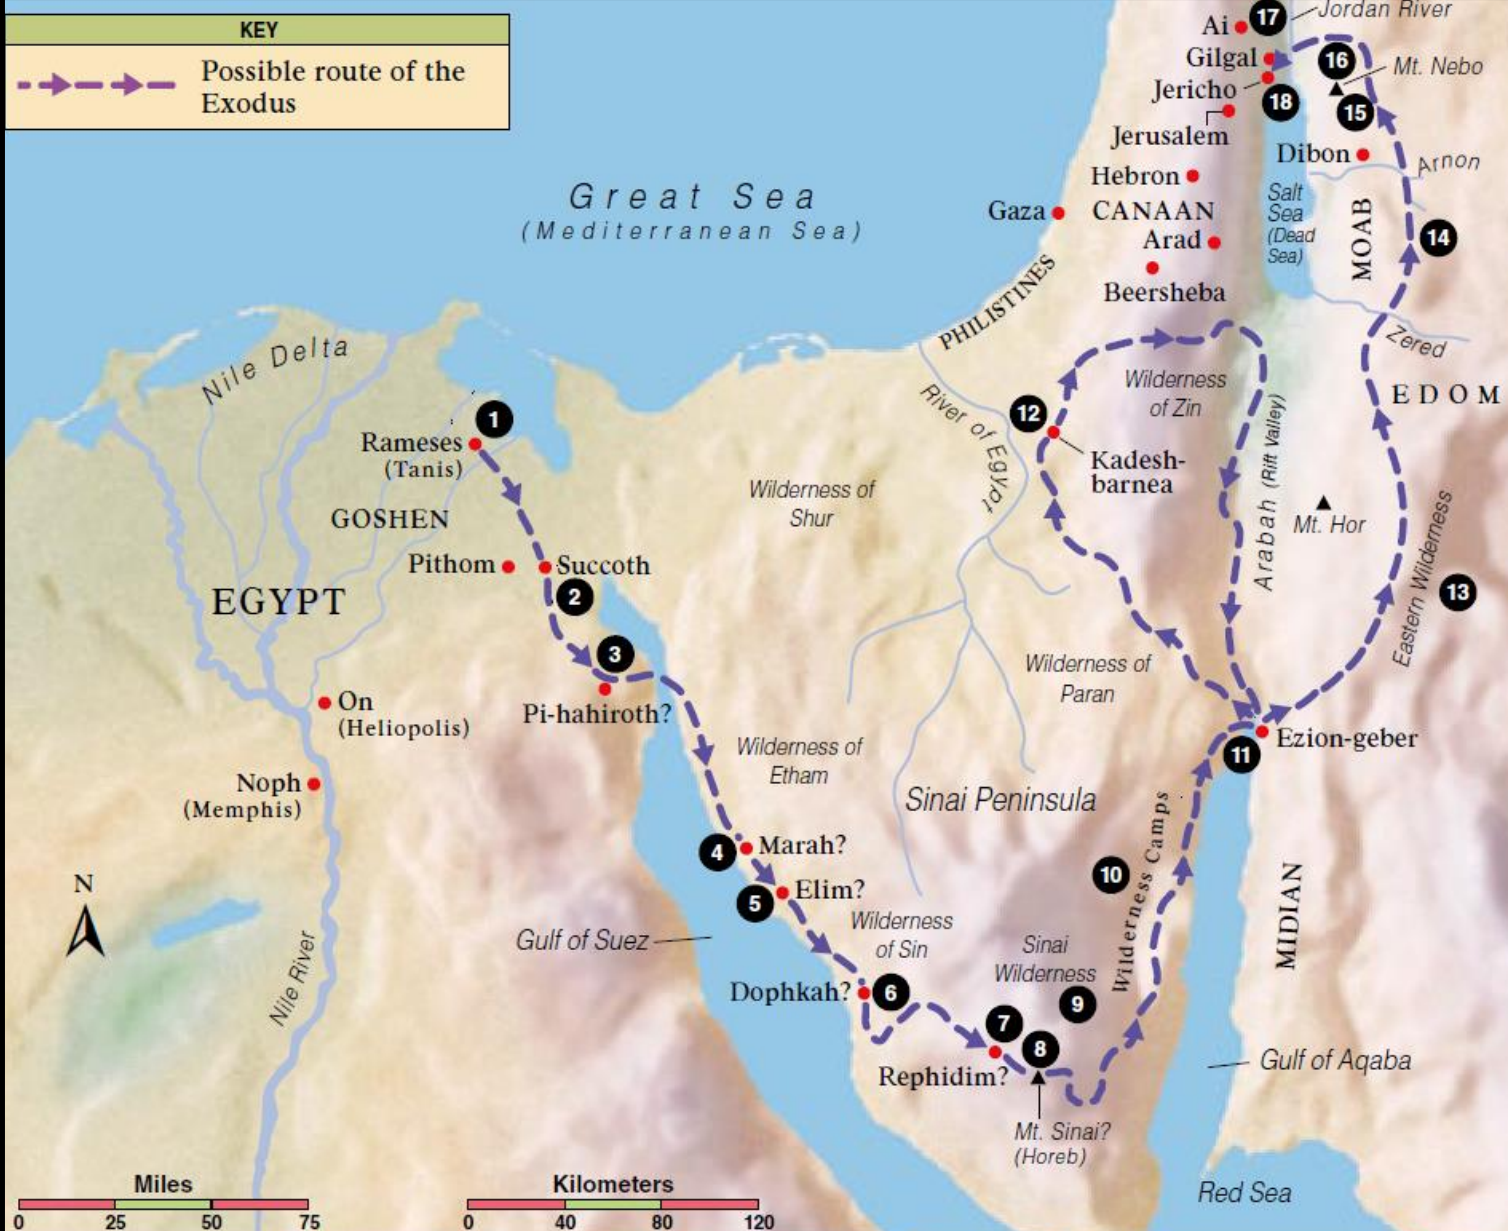 KEY
Possible route of the
Exodus
Great Sea
(Mediterranean Sea)
Ai
17
Jordan River
Gilgal
16
Mt. Nebo
Jericho
18
15
Jerusalem
Dibon
Arnon
Hebron
Salt
Sea
(Dead
Sea)
Gaza
CANAAN
MOAB
Arad
14
Beersheba
PHILISTINES
Zered
Nile Delta
EDOM
Wilderness
of Zin
1
12
River of Egypt
Rameses
(Tanis)
Kadesh-
barnea
Arabah (Rift Valley)
Wilderness of
Shur
Mt. Hor
GOSHEN
Pithom
Succoth
2
EGYPT
Eastern Wilderness
13
3
Wilderness of
Paran
On
(Heliopolis)
Pi-hahiroth?
Ezion-geber
11
Wilderness of
Etham
Noph
(Memphis)
Sinai Peninsula
4
Marah?
Wilderness Camps
10
5
Elim?
N
Wilderness
of Sin
MIDIAN
Gulf of Suez
Sinai
Wilderness
Nile River
Dophkah?
6
9
7
8
Rephidim?
Gulf of Aqaba
Mt. Sinai?
(Horeb)
Red Sea
Miles
0 25 50 75
Kilometers
0 40 80 120